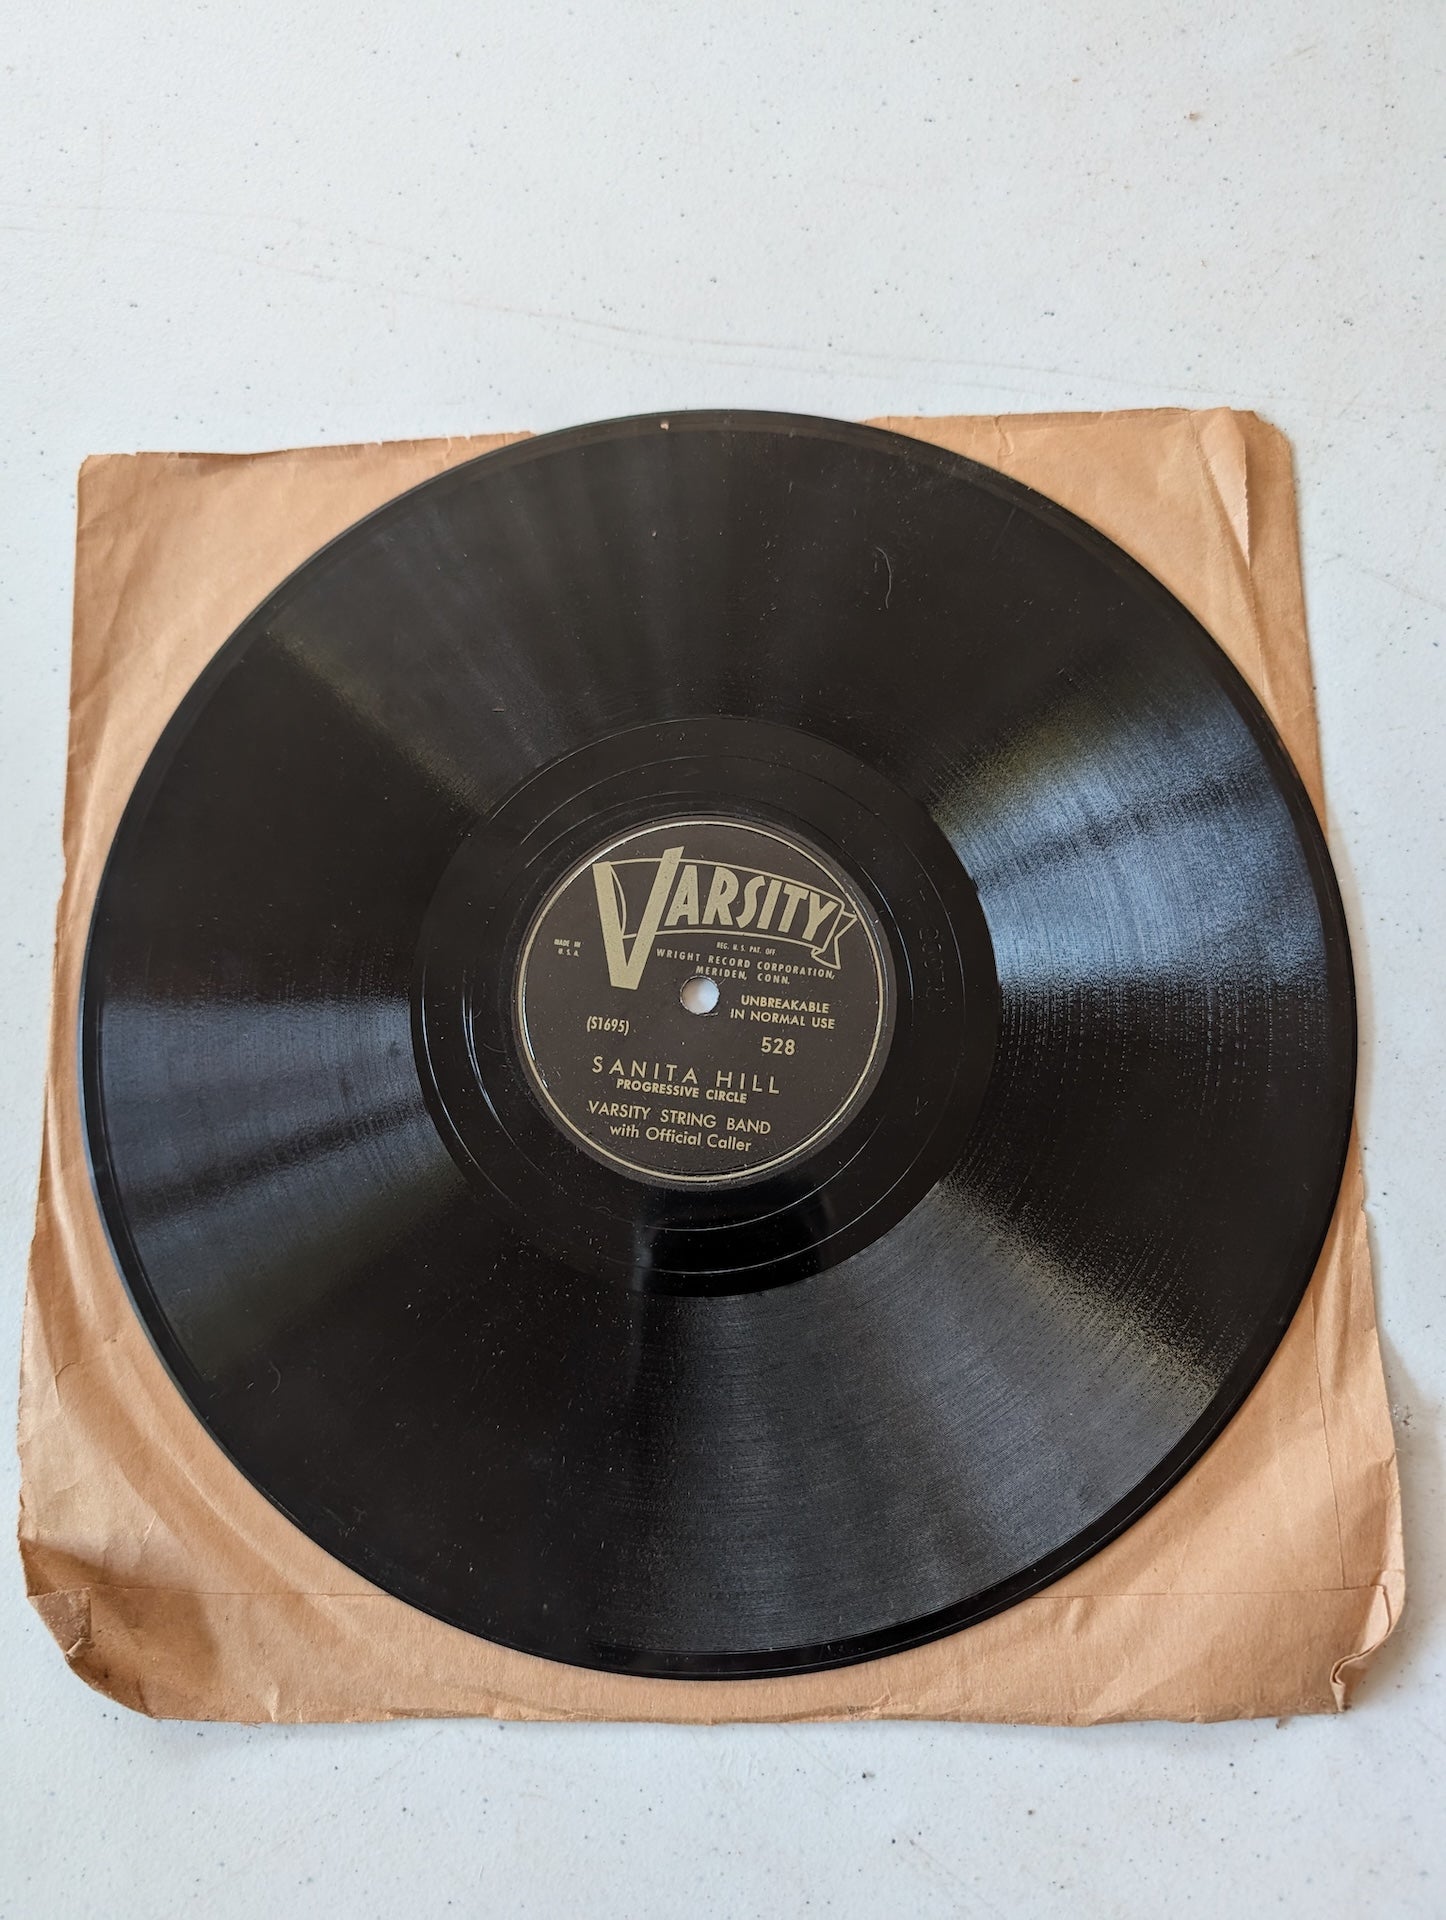 VARSITY
MADE IN
U. S. A.
REG. U. S. PAT. OFF
WRIGHT RECORD CORPORATION,
MERIDEN, CONN.
UNBREAKABLE
IN NORMAL USE
(S1695)
528
SANITA HILL
PROGRESSIVE CIRCLE
VARSITY STRING BAND
with Official Caller